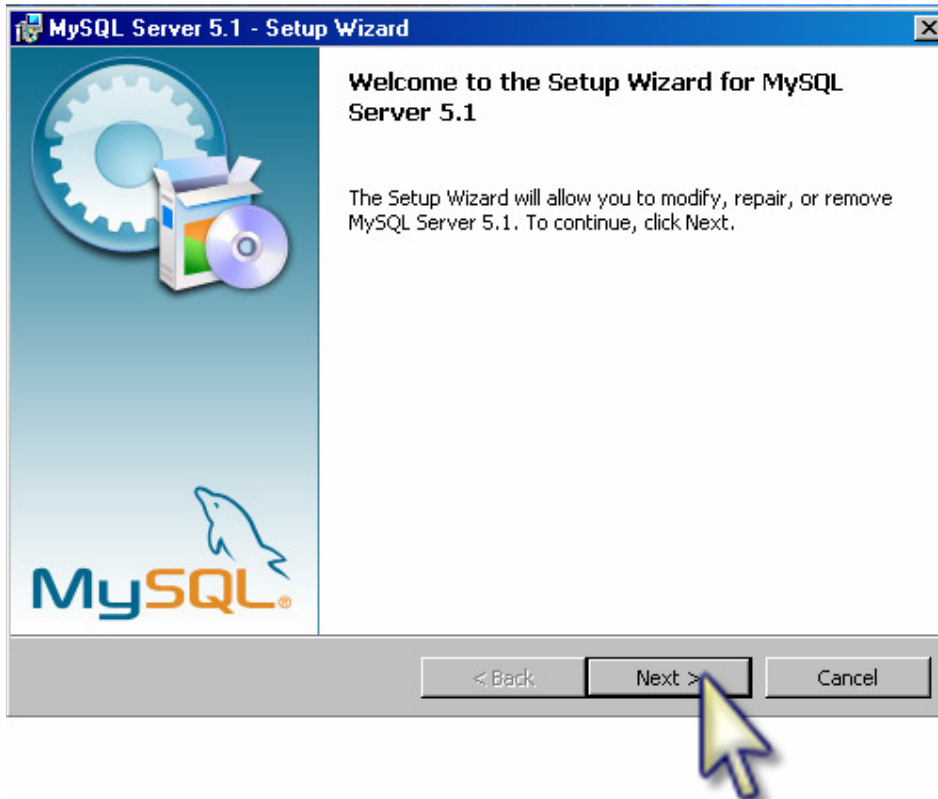 MySQL Server 5.1 - Setup Wizard
Welcome to the Setup Wizard for MySQL
Server 5.1
The Setup Wizard will allow you to modify, repair, or remove
MySQL Server 5.1. To continue, click Next.
MySQL®
< Back
Next >
Cancel